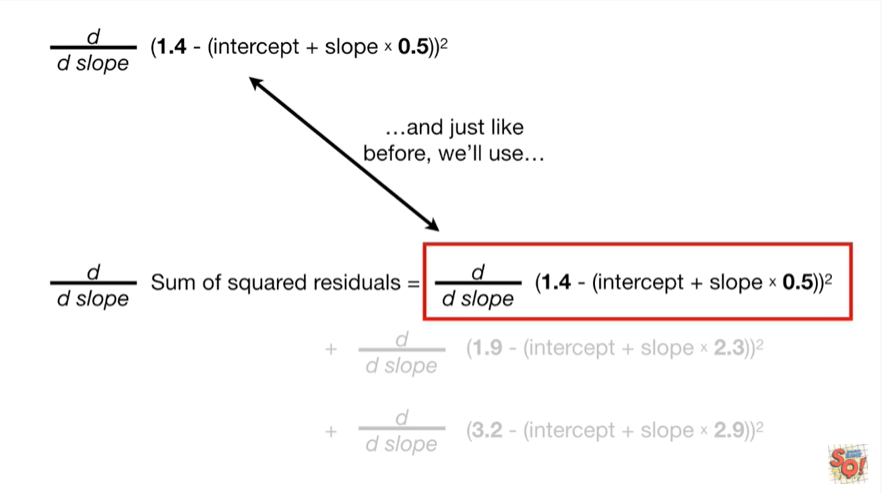 d
d slope (1.4 - (intercept + slope × 0.5))²
…and just like
before, we'll use…
d
d slope Sum of squared residuals = d
d slope (1.4 - (intercept + slope × 0.5))²
+ d
d slope (1.9 - (intercept + slope × 2.3))²
+ d
d slope (3.2 - (intercept + slope × 2.9))²
SQ!